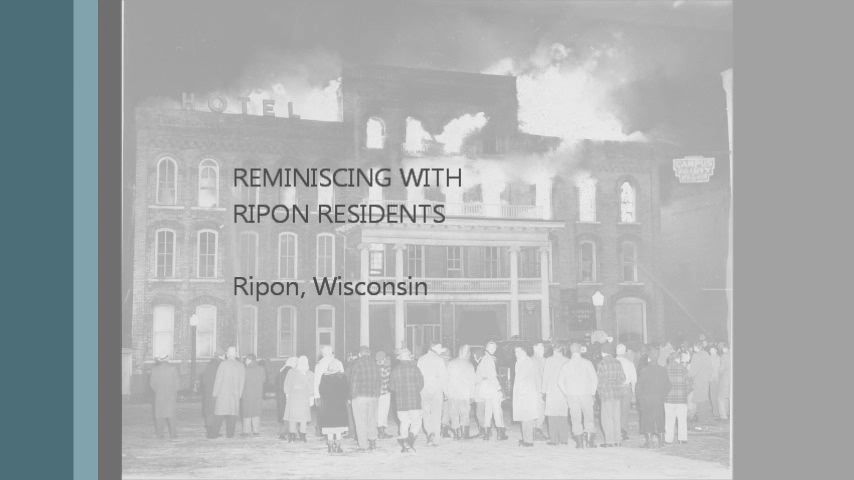 HOTEL
REMINISCING WITH
RIPON RESIDENTS
Ripon, Wisconsin